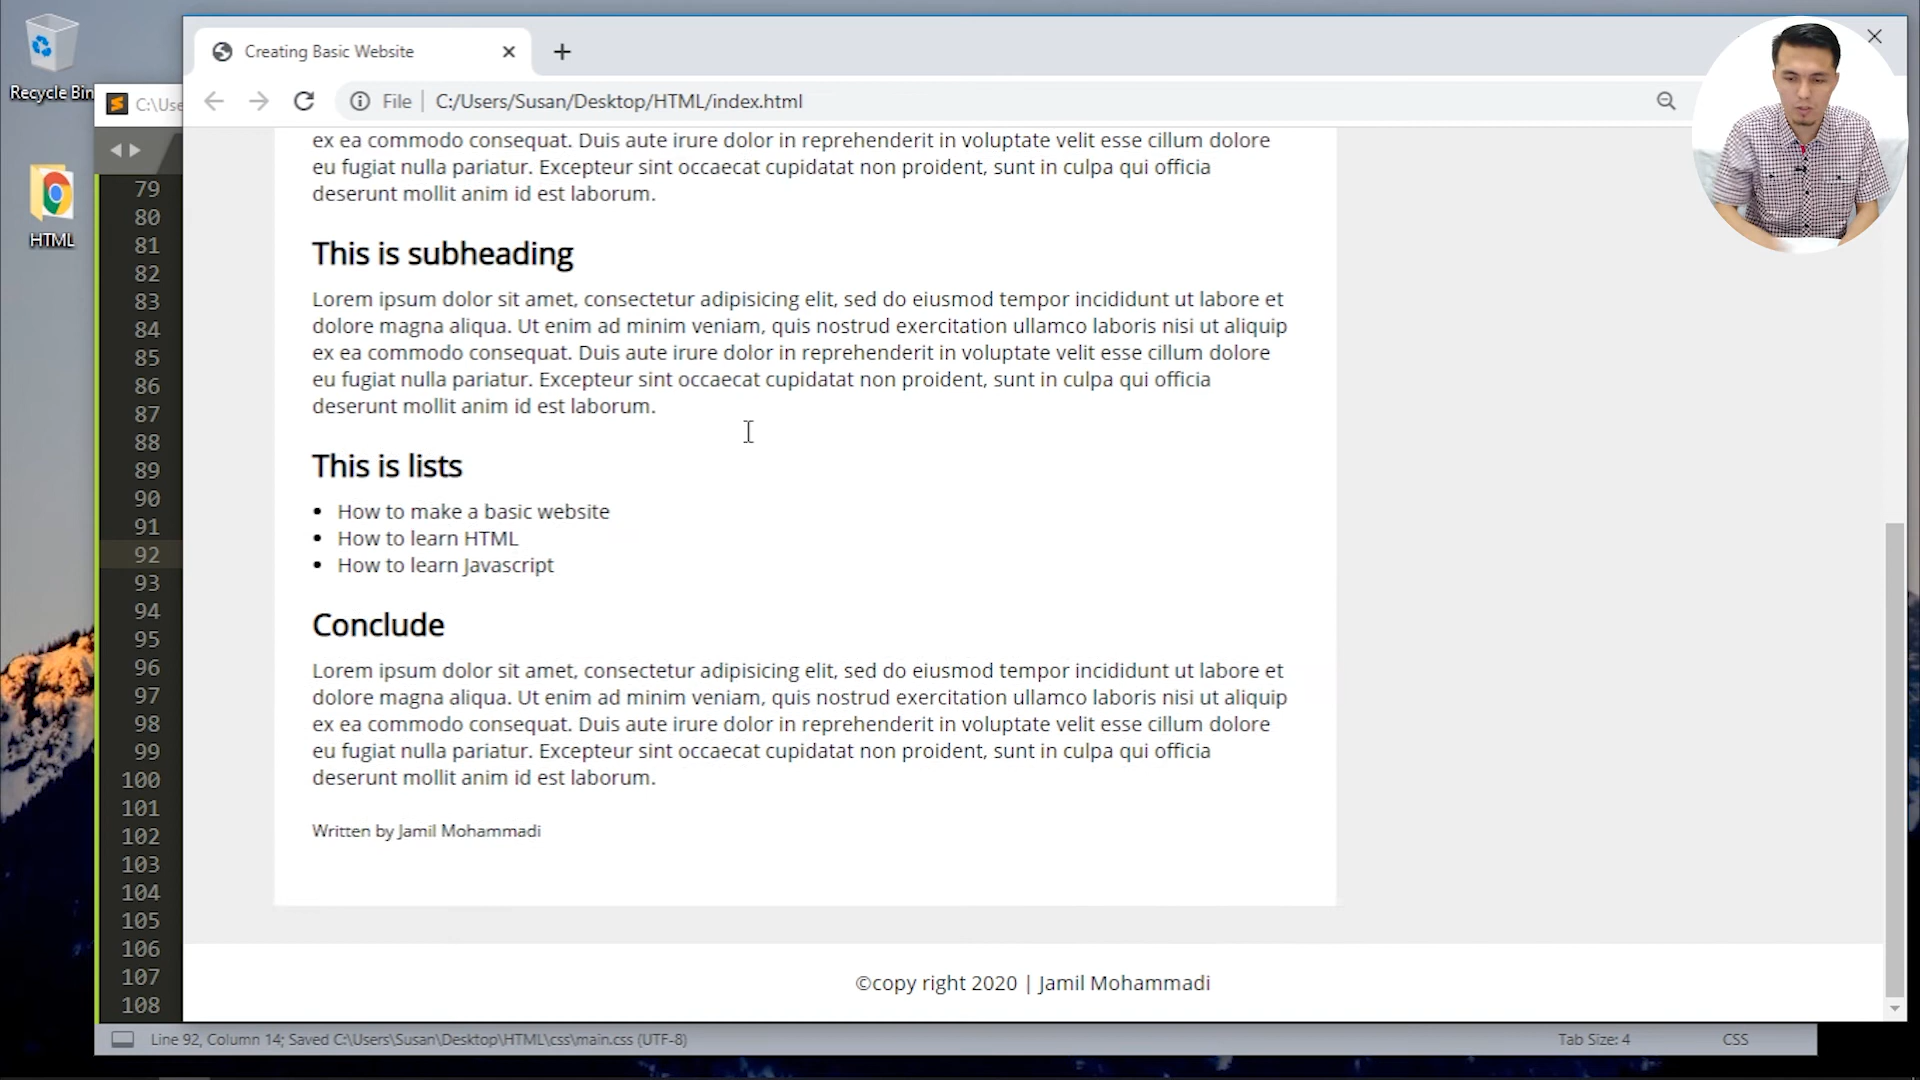 Recycle Bin
HTML
C:\Use
Creating Basic Website
File
C:/Users/Susan/Desktop/HTML/index.html
79
80
81
82
83
84
85
86
87
88
89
90
91
92
93
94
95
96
97
98
99
100
101
102
103
104
105
106
107
108
ex ea commodo consequat. Duis aute irure dolor in reprehenderit in voluptate velit esse cillum dolore
eu fugiat nulla pariatur. Excepteur sint occaecat cupidatat non proident, sunt in culpa qui officia
deserunt mollit anim id est laborum.
This is subheading
Lorem ipsum dolor sit amet, consectetur adipisicing elit, sed do eiusmod tempor incididunt ut labore et
dolore magna aliqua. Ut enim ad minim veniam, quis nostrud exercitation ullamco laboris nisi ut aliquip
ex ea commodo consequat. Duis aute irure dolor in reprehenderit in voluptate velit esse cillum dolore
eu fugiat nulla pariatur. Excepteur sint occaecat cupidatat non proident, sunt in culpa qui officia
deserunt mollit anim id est laborum.
This is lists
• How to make a basic website
• How to learn HTML
• How to learn Javascript
Conclude
Lorem ipsum dolor sit amet, consectetur adipisicing elit, sed do eiusmod tempor incididunt ut labore et
dolore magna aliqua. Ut enim ad minim veniam, quis nostrud exercitation ullamco laboris nisi ut aliquip
ex ea commodo consequat. Duis aute irure dolor in reprehenderit in voluptate velit esse cillum dolore
eu fugiat nulla pariatur. Excepteur sint occaecat cupidatat non proident, sunt in culpa qui officia
deserunt mollit anim id est laborum.
Written by Jamil Mohammadi
©copy right 2020 | Jamil Mohammadi
Line 92, Column 14; Saved C:\Users\Susan\Desktop\HTML\css\main.css (UTF-8)
Tab Size: 4
CSS